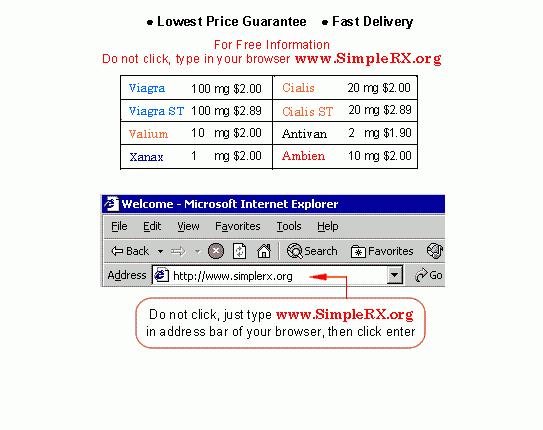 ● Lowest Price Guarantee ● Fast Delivery
For Free Information
Do not click, type in your browser www.SimpleRX.org
Viagra 100 mg $2.00 Cialis 20 mg $2.00
Viagra ST 100 mg $2.89 Cialis ST 20 mg $2.89
Valium 10 mg $2.00 Antivan 2 mg $1.90
Xanax 1 mg $2.00 Ambien 10 mg $2.00
Welcome - Microsoft Internet Explorer
File Edit View Favorites Tools Help
Back Search Favorites
Address http://www.simplerx.org Go
Do not click, just type www.SimpleRX.org
in address bar of your browser, then click enter